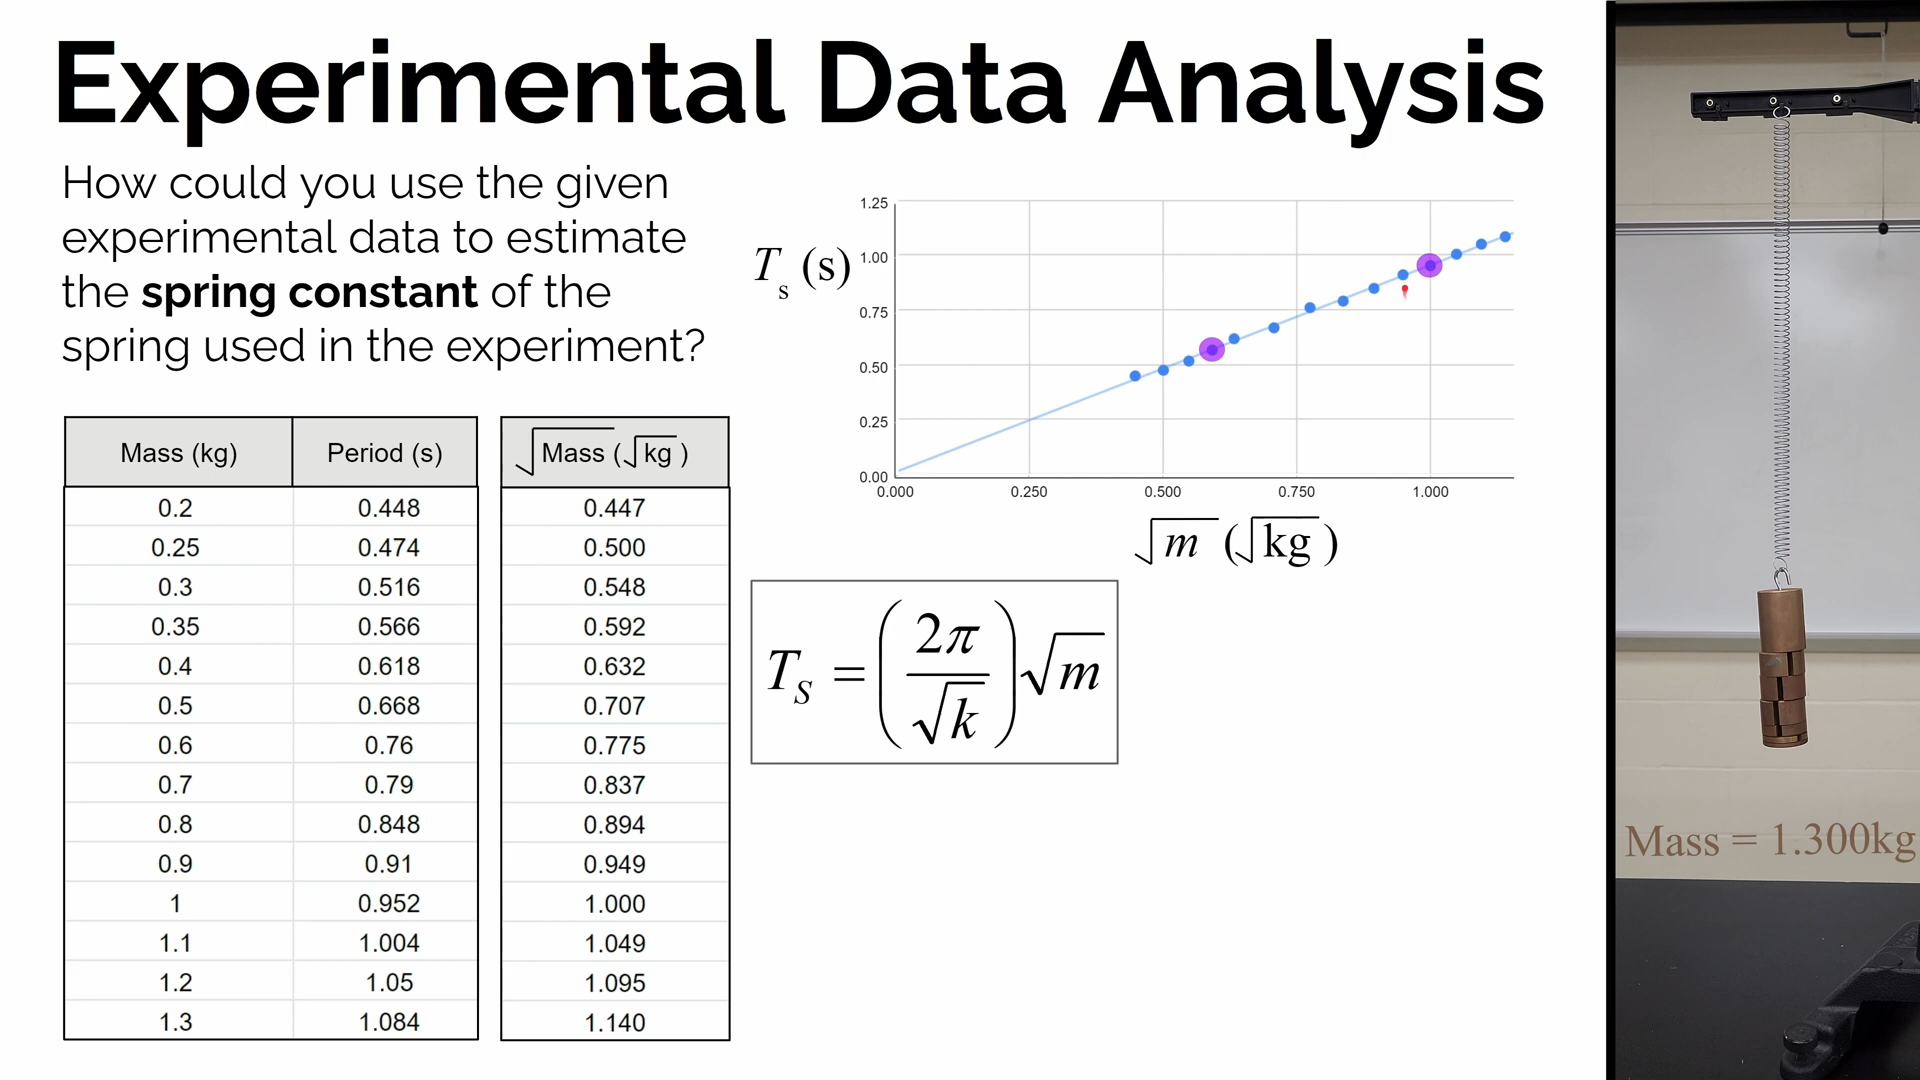 Experimental Data Analysis
How could you use the given
experimental data to estimate
the spring constant of the
spring used in the experiment?
T_s (s)
1.25
1.00
0.75
0.50
0.25
0.00
0.000 0.250 0.500 0.750 1.000
√m (√kg)
Mass (kg) Period (s) √Mass (√kg)
0.2 0.448 0.447
0.25 0.474 0.500
0.3 0.516 0.548
0.35 0.566 0.592
0.4 0.618 0.632
0.5 0.668 0.707
0.6 0.76 0.775
0.7 0.79 0.837
0.8 0.848 0.894
0.9 0.91 0.949
1 0.952 1.000
1.1 1.004 1.049
1.2 1.05 1.095
1.3 1.084 1.140
T_S = (2π/√k)√m
Mass = 1.300kg